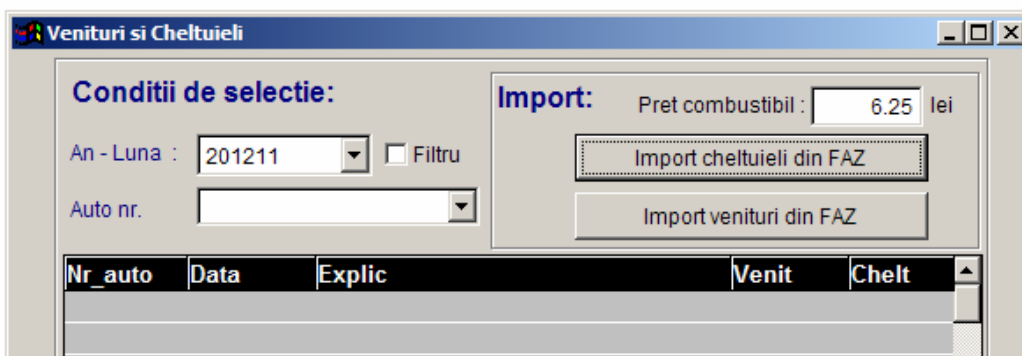 Venituri si Cheltuieli
Conditii de selectie:
An - Luna : 201211 Filtru
Auto nr.
Import: Pret combustibil : 6.25 lei
Import cheltuieli din FAZ
Import venituri din FAZ
Nr_auto Data Explic Venit Chelt